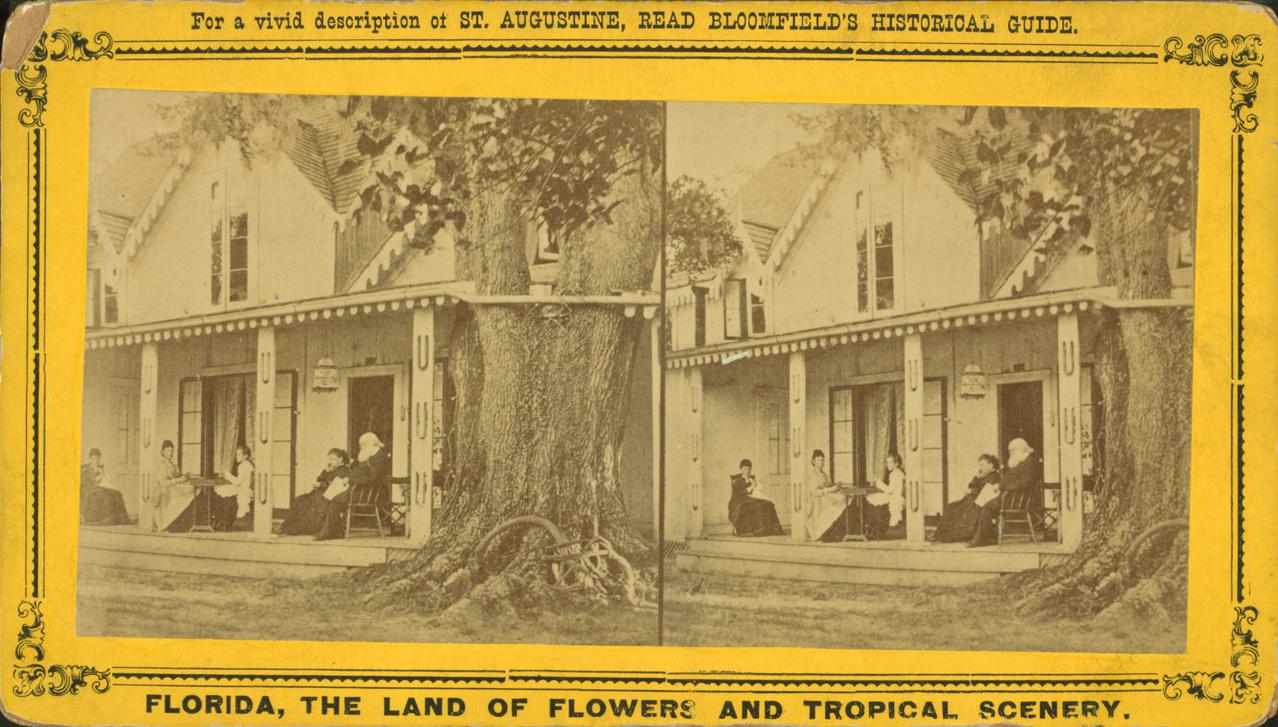 For a vivid description of ST. AUGUSTINE, READ BLOOMFIELD'S HISTORICAL GUIDE.
FLORIDA, THE LAND OF FLOWERS AND TROPICAL SCENERY.